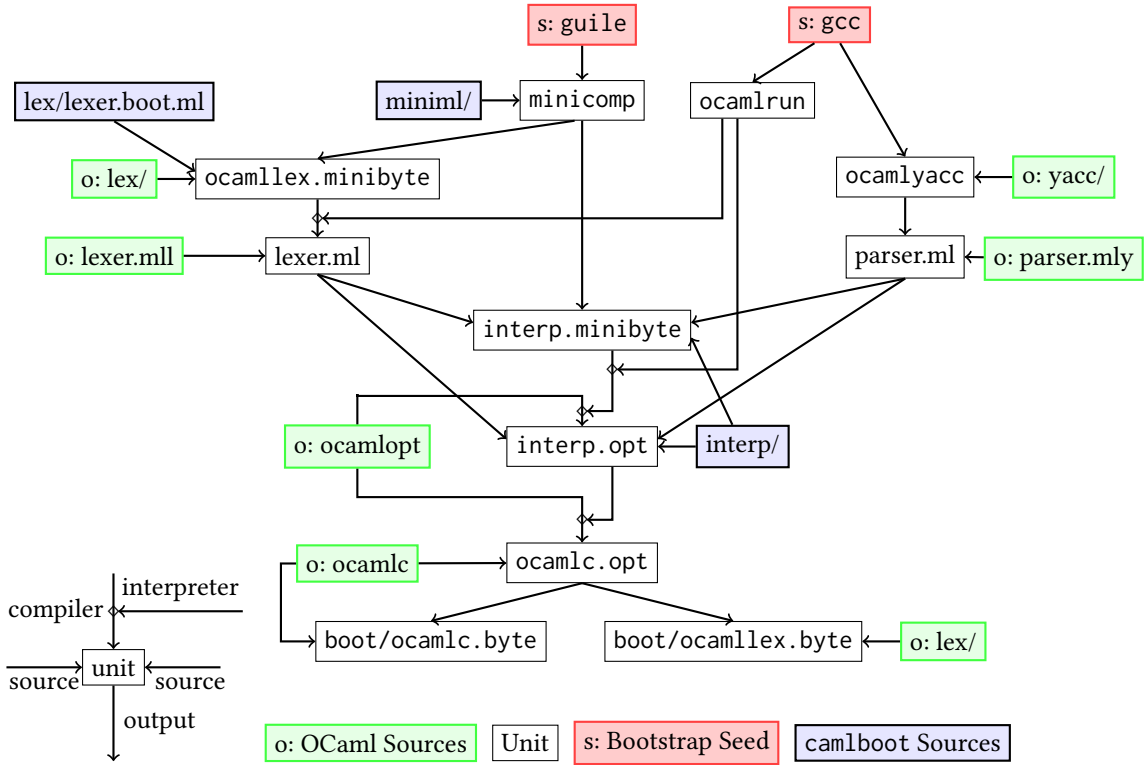 s: guile
s: gcc
lex/lexer.boot.ml
miniml/
minicomp
ocamlrun
o: lex/
ocamllex.minibyte
ocamlyacc
o: yacc/
o: lexer.mll
lexer.ml
parser.ml
o: parser.mly
interp.minibyte
o: ocamlopt
interp.opt
interp/
o: ocamlc
ocamlc.opt
interpreter
compiler
boot/ocamlc.byte
boot/ocamllex.byte
o: lex/
unit
source
source
output
o: OCaml Sources
Unit
s: Bootstrap Seed
camlboot Sources